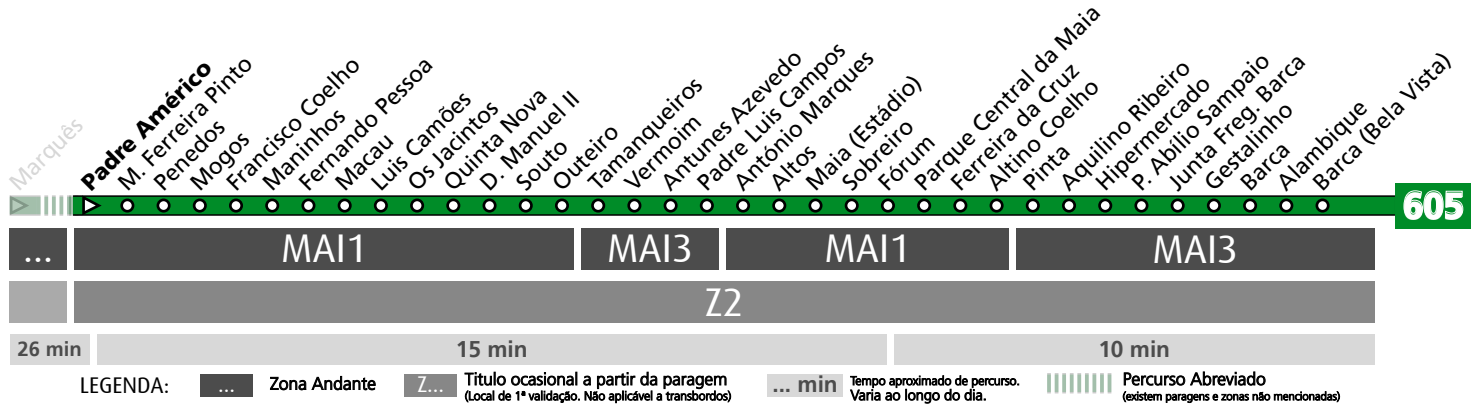 Marquês
Padre Américo
M. Ferreira Pinto
Penedos
Mogos
Francisco Coelho
Maninhos
Fernando Pessoa
Macau
Luis Camões
Os Jacintos
Quinta Nova
D. Manuel II
Souto
Outeiro
Tamanqueiros
Vermoim
Antunes Azevedo
Padre Luis Campos
António Marques
Altos
Maia (Estádio)
Sobreiro
Fórum
Parque Central da Maia
Ferreira da Cruz
Altino Coelho
Pinta
Aquilino Ribeiro
Hipermercado
P. Abílio Sampaio
Junta Freg. Barca
Gestalinho
Barca
Alambique
Barca (Bela Vista)
605
... MAI1 MAI3 MAI1 MAI3
Z2
26 min 15 min 10 min
LEGENDA:
... Zona Andante
Z... Titulo ocasional a partir da paragem
(Local de 1ª validação. Não aplicável a transbordos)
... min Tempo aproximado de percurso.
Varia ao longo do dia.
Percurso Abreviado
(existem paragens e zonas não mencionadas)